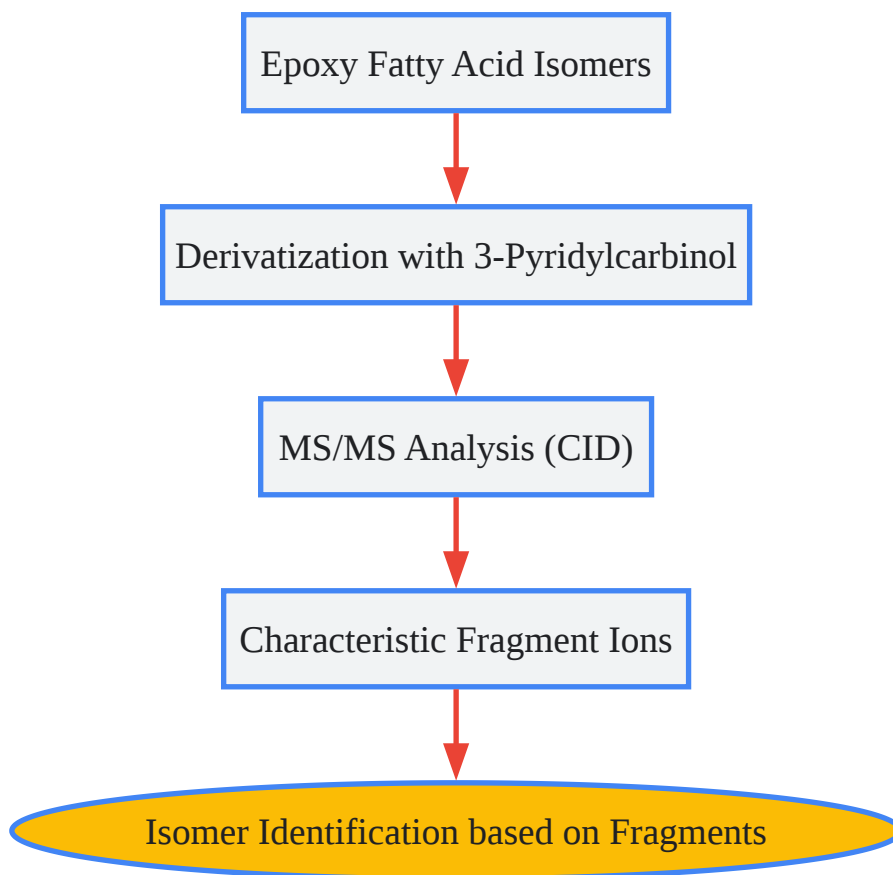 Epoxy Fatty Acid Isomers
Derivatization with 3-Pyridylcarbinol
MS/MS Analysis (CID)
Characteristic Fragment Ions
Isomer Identification based on Fragments